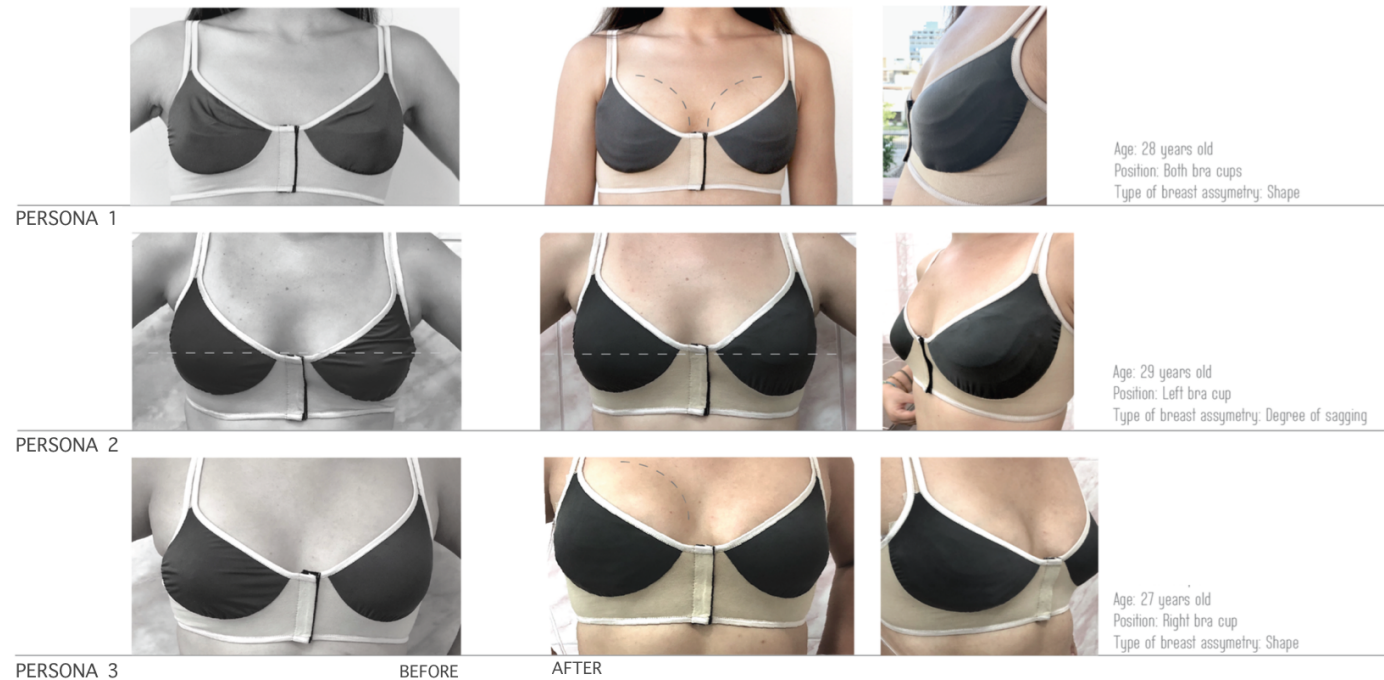 Age: 28 years old
Position: Both bra cups
Type of breast assymetry: Shape
PERSONA 1
Age: 29 years old
Position: Left bra cup
Type of breast assymetry: Degree of sagging
PERSONA 2
Age: 27 years old
Position: Right bra cup
Type of breast assymetry: Shape
PERSONA 3
BEFORE
AFTER